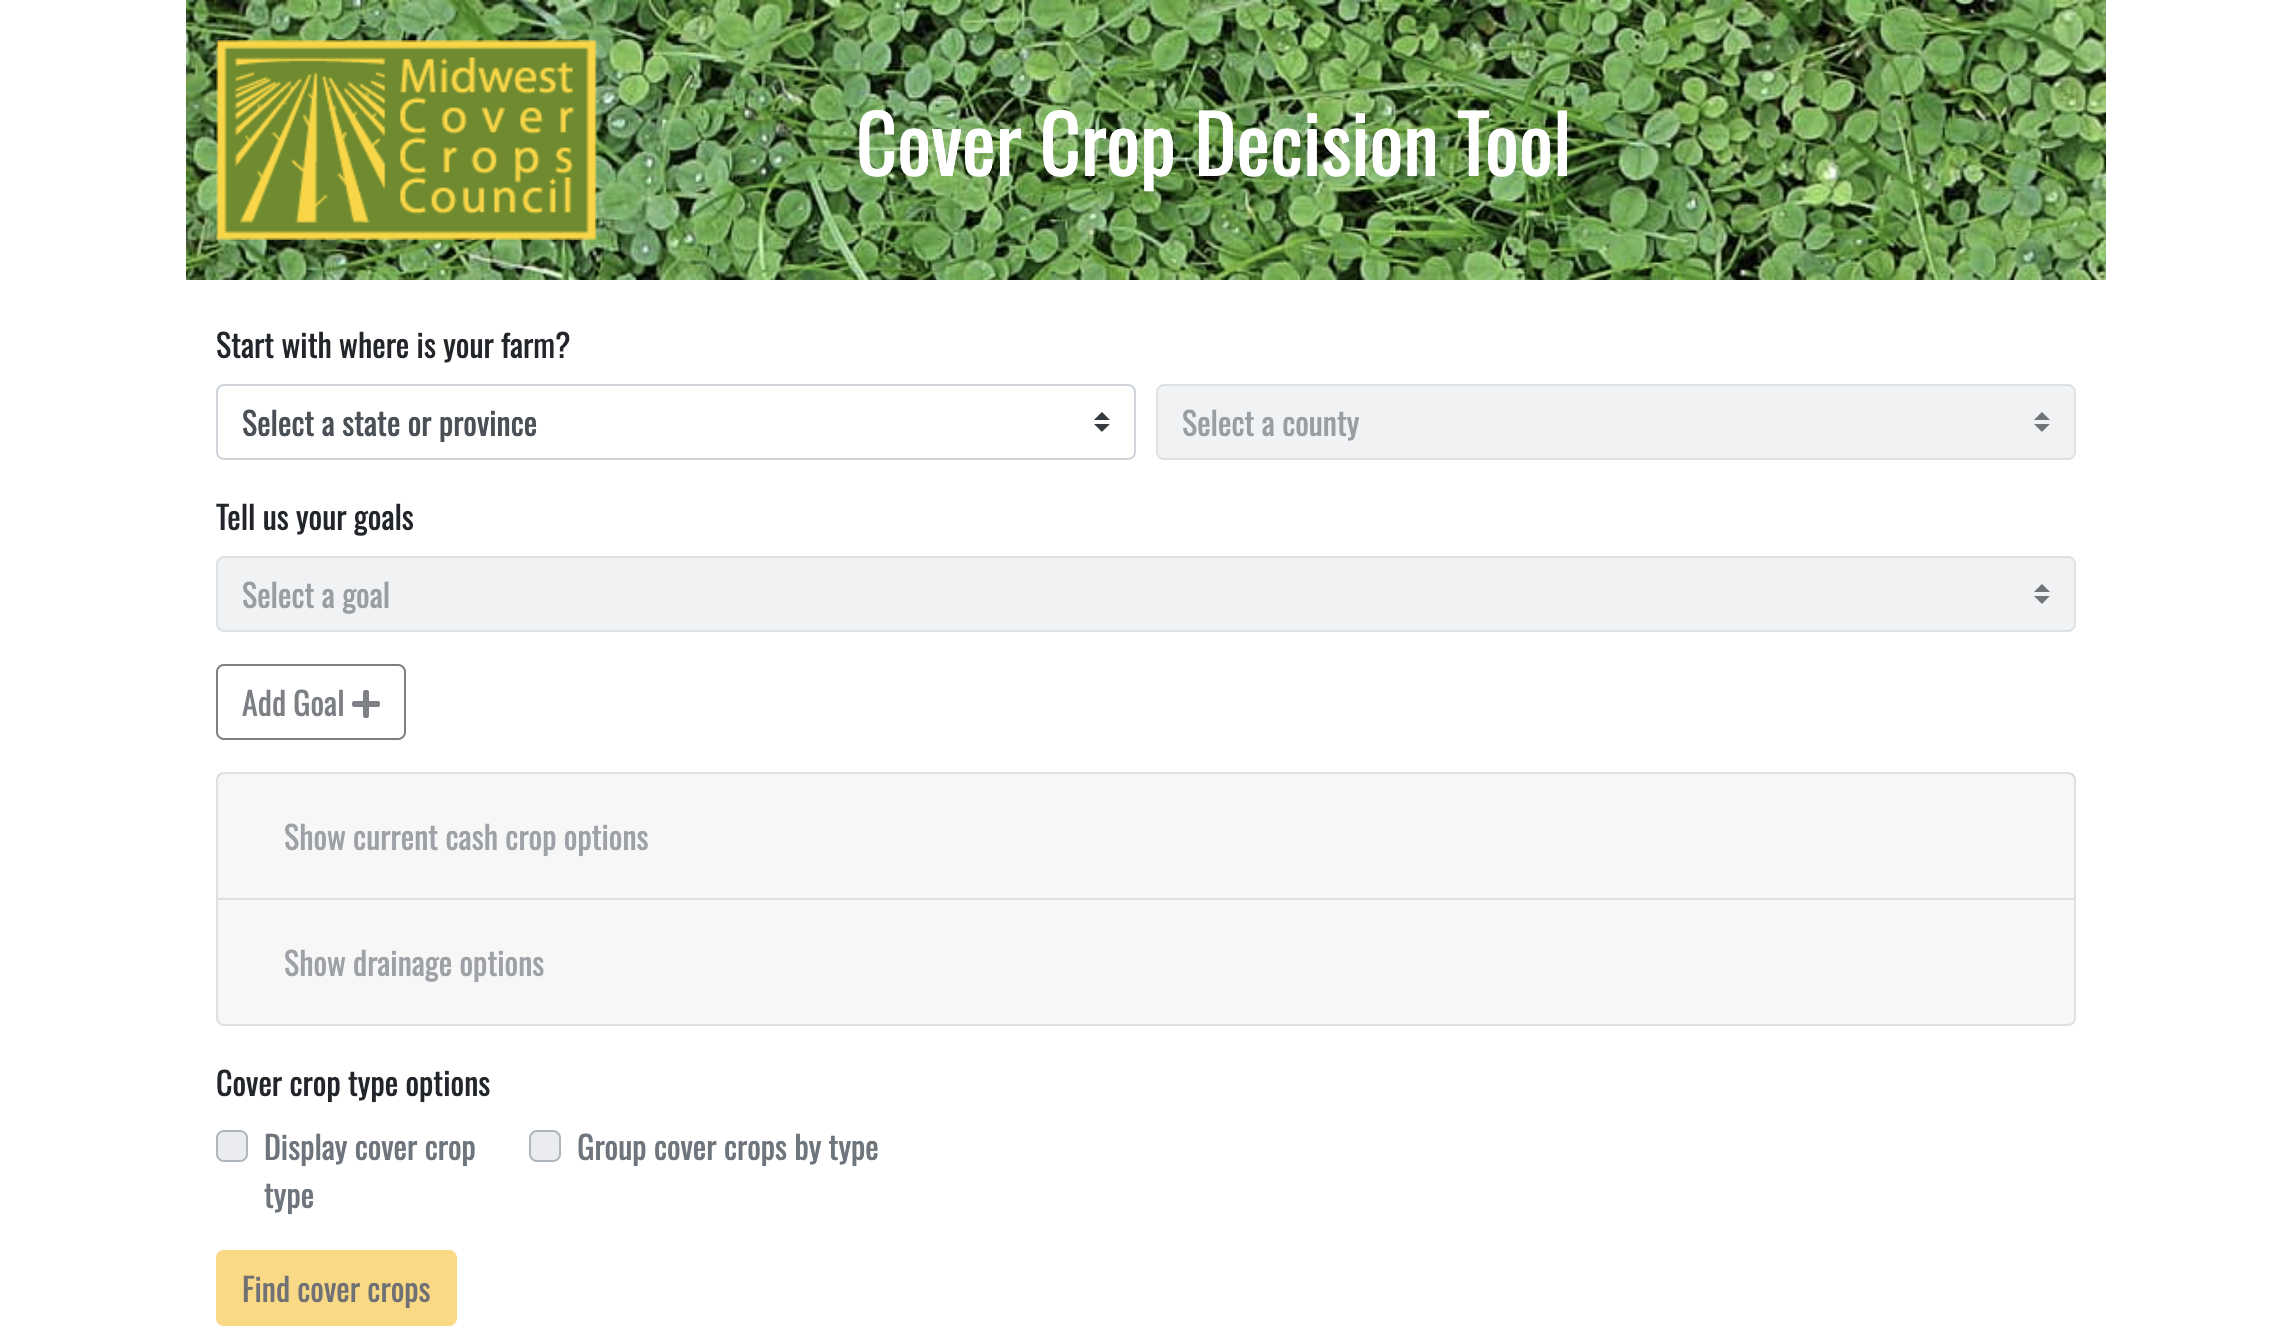 Midwest
Cover
Crops
Council
Cover Crop Decision Tool
Start with where is your farm?
Select a state or province
Select a county
Tell us your goals
Select a goal
Add Goal
Show current cash crop options
Show drainage options
Cover crop type options
Display cover crop
type
Group cover crops by type
Find cover crops